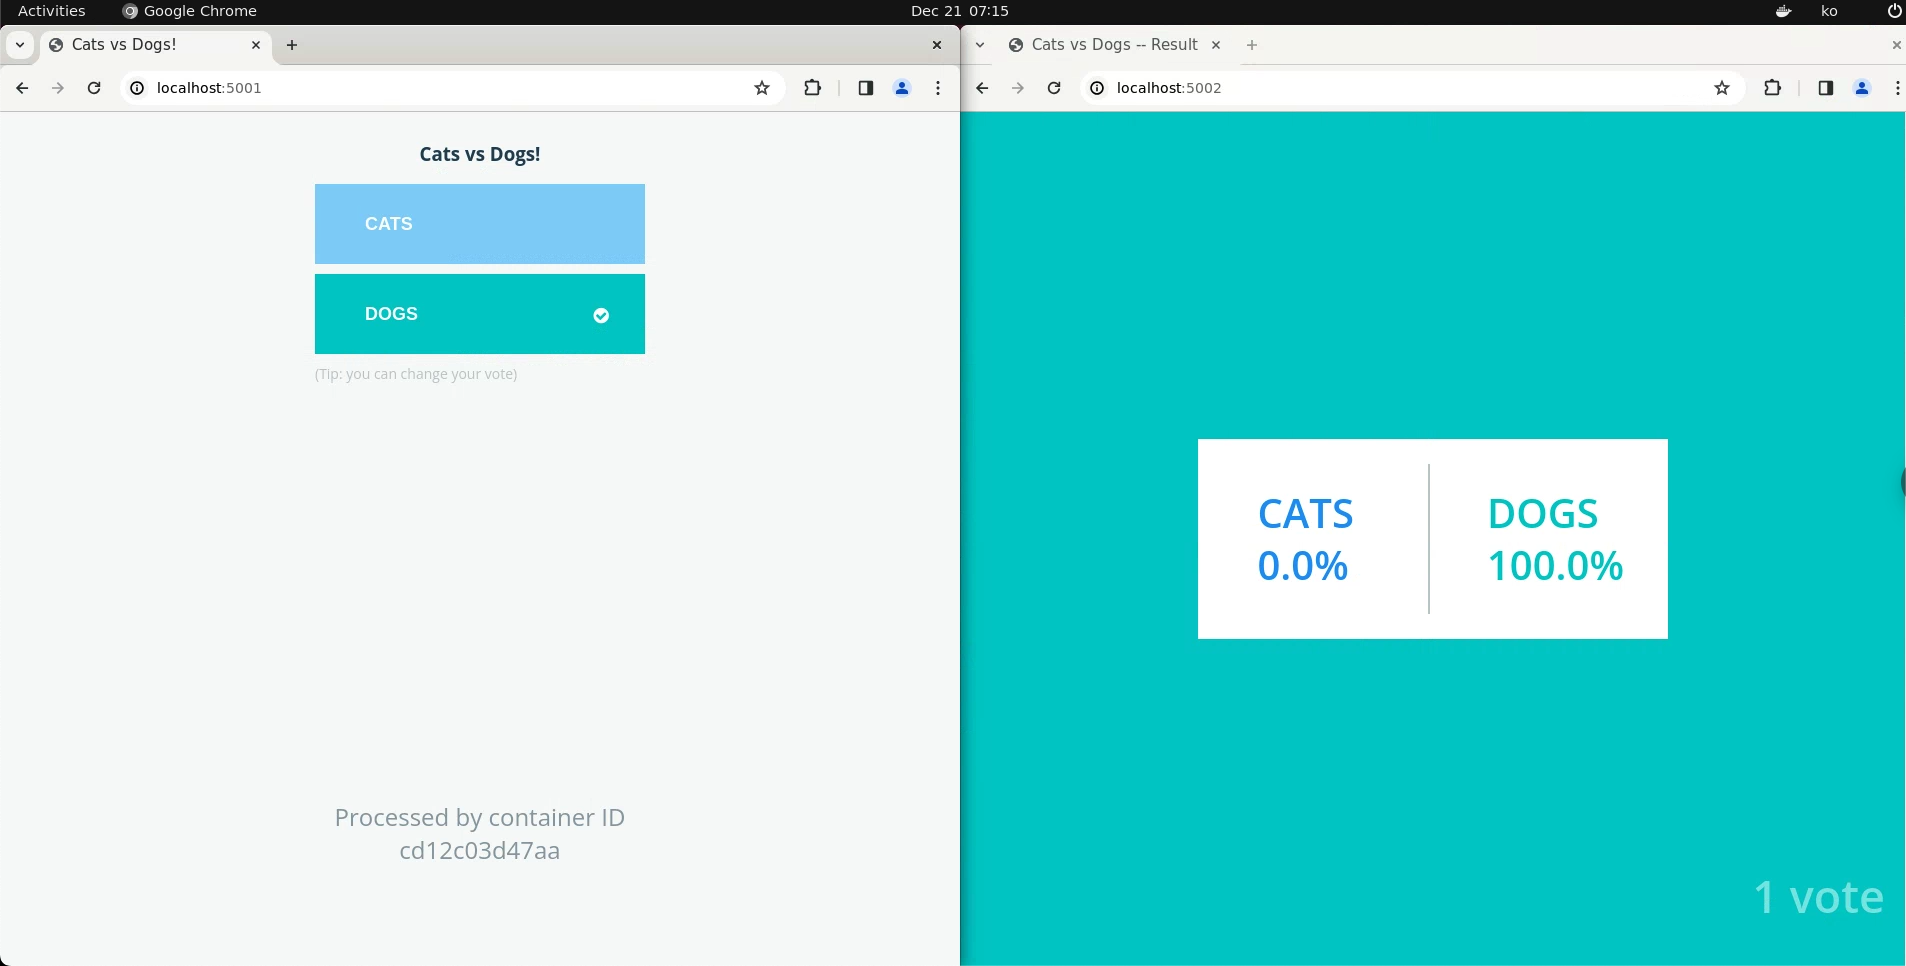 Activities
Google Chrome
Dec 21 07:15
ko
Cats vs Dogs!
localhost:5001
Cats vs Dogs!
CATS
DOGS
(Tip: you can change your vote)
Processed by container ID
cd12c03d47aa
Cats vs Dogs -- Result
localhost:5002
CATS
0.0%
DOGS
100.0%
1 vote